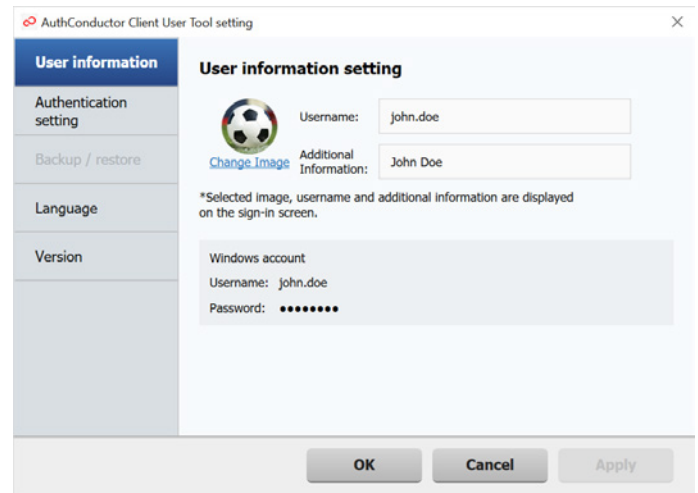 AuthConductor Client User Tool setting
User information
Authentication
setting
Backup / restore
Language
Version
User information setting
Change Image
Username:
john.doe
Additional
Information:
John Doe
*Selected image, username and additional information are displayed
on the sign-in screen.
Windows account
Username: john.doe
Password: ●●●●●●●●
OK
Cancel
Apply